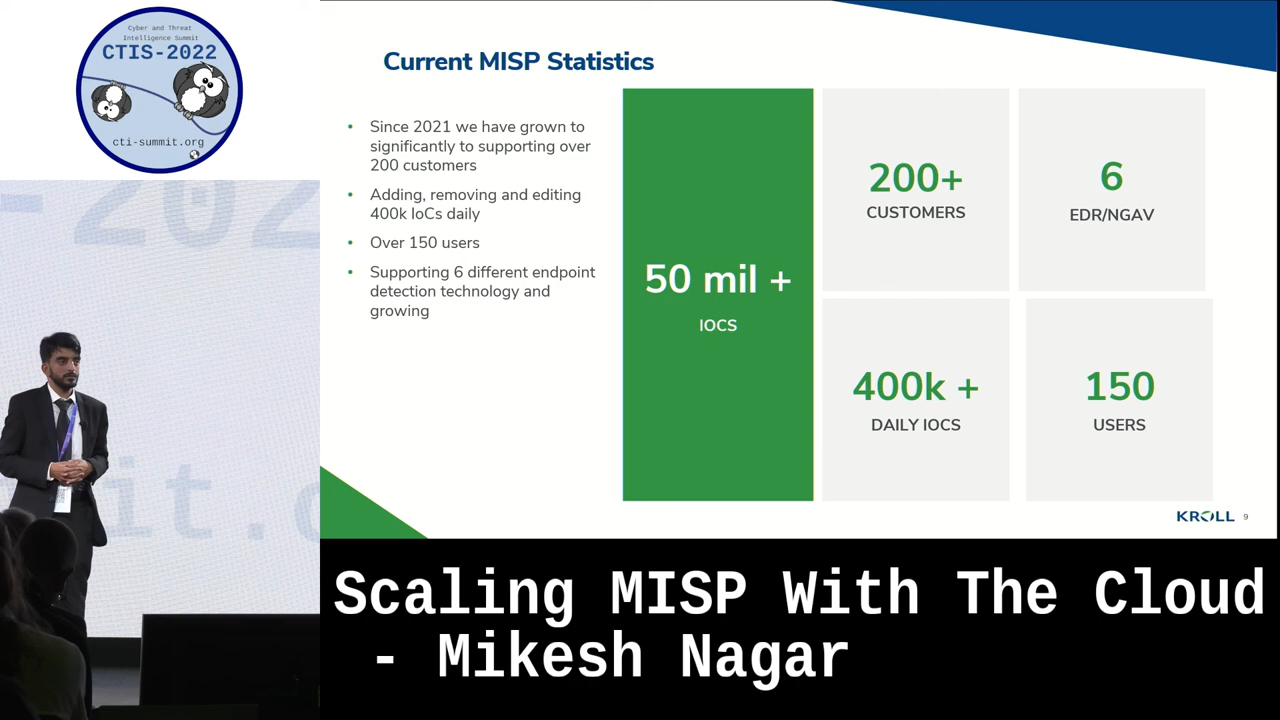 Cyber and Threat
Intelligence Summit
CTIS-2022
cti-summit.org
-202
it.c
Current MISP Statistics
• Since 2021 we have grown to
significantly to supporting over
200 customers
• Adding, removing and editing
400k IoCs daily
• Over 150 users
• Supporting 6 different endpoint
detection technology and
growing
50 mil +
IOCS
200+
CUSTOMERS
6
EDR/NGAV
400k +
DAILY IOCS
150
USERS
KROLL 9
Scaling MISP With The Cloud
- Mikesh Nagar